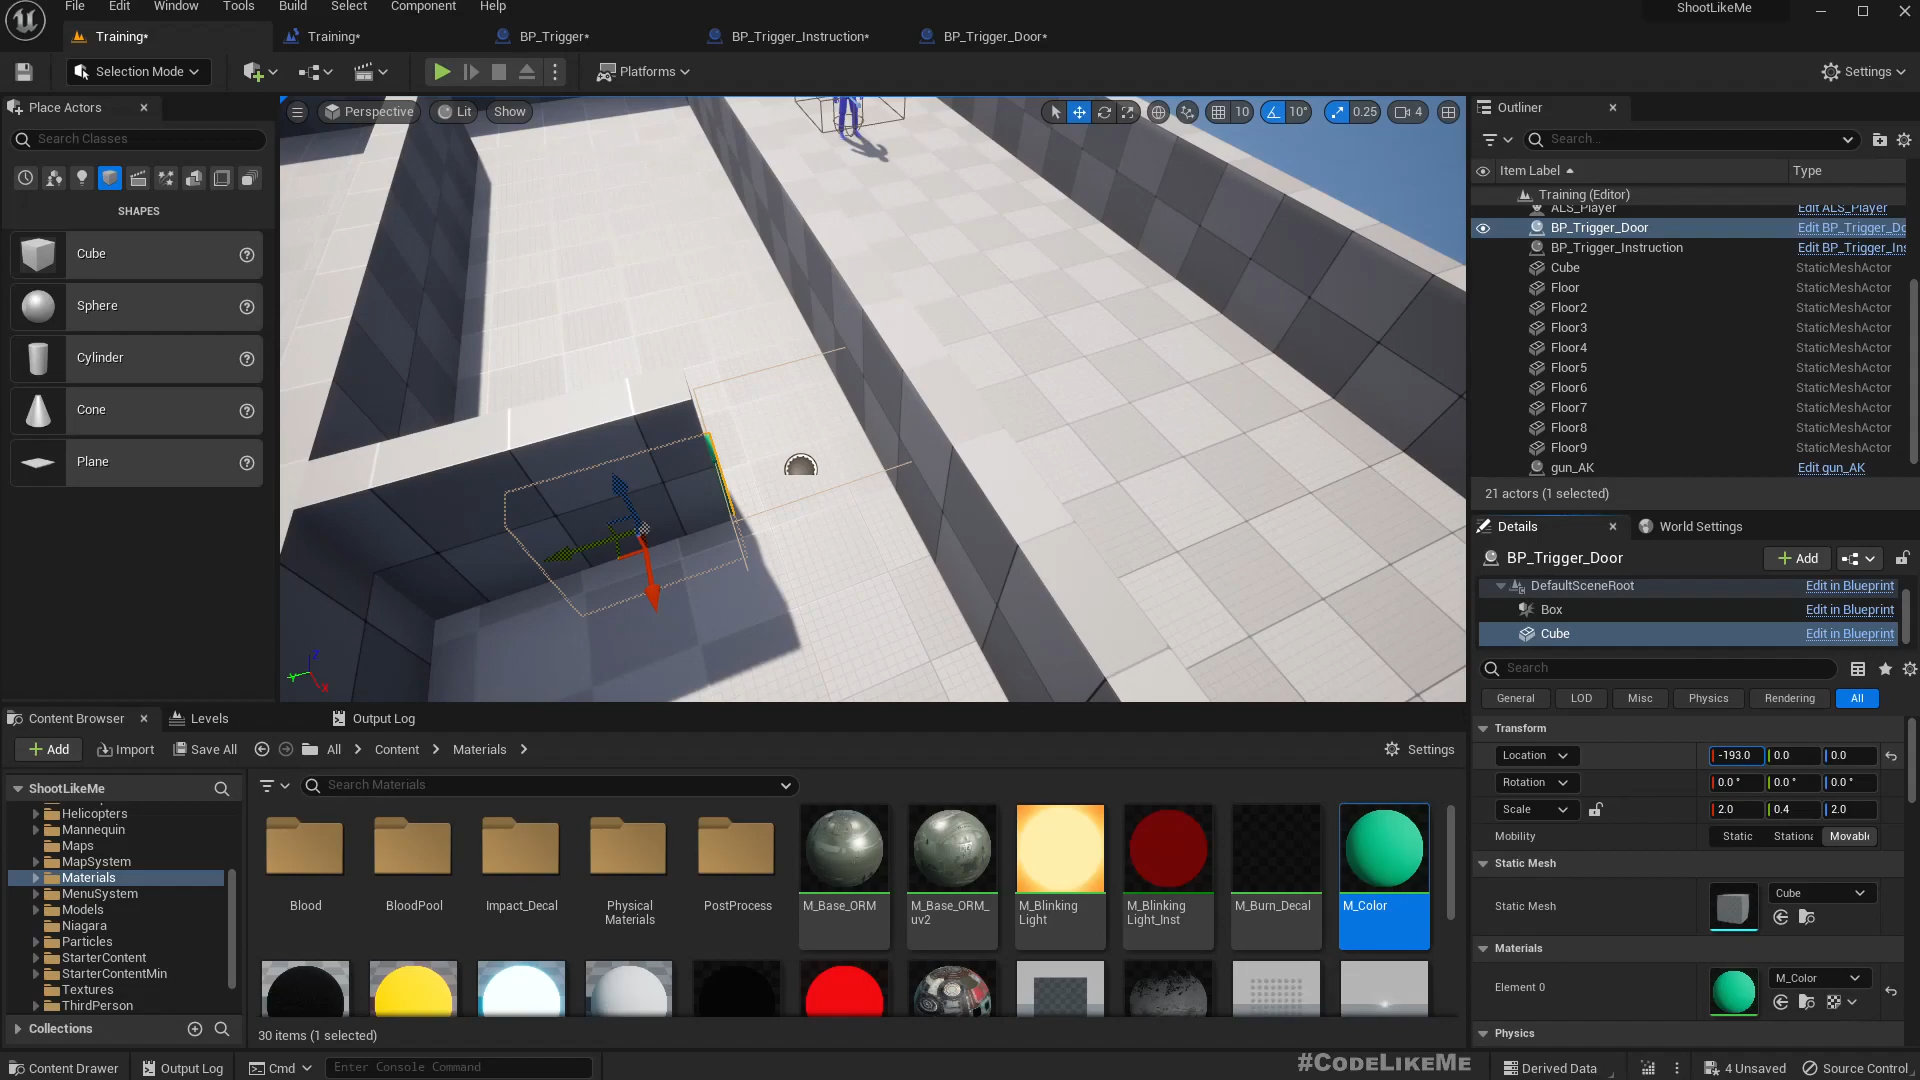 File Edit Window Tools Build Select Component Help
ShootLikeMe
Training* Training* BP_Trigger* BP_Trigger_Instruction* BP_Trigger_Door*
Selection Mode Platforms Settings
Place Actors
Search Classes
SHAPES
Cube
Sphere
Cylinder
Cone
Plane
Perspective Lit Show
10 10° 0.25 4
Outliner
Search...
Item Label Type
Training (Editor)
ALS_Player Edit ALS_Player
BP_Trigger_Door Edit BP_Trigger_Do
BP_Trigger_Instruction Edit BP_Trigger_Ins
Cube StaticMeshActor
Floor StaticMeshActor
Floor2 StaticMeshActor
Floor3 StaticMeshActor
Floor4 StaticMeshActor
Floor5 StaticMeshActor
Floor6 StaticMeshActor
Floor7 StaticMeshActor
Floor8 StaticMeshActor
Floor9 StaticMeshActor
gun_AK Edit gun_AK
21 actors (1 selected)
Details World Settings
BP_Trigger_Door Add
DefaultSceneRoot Edit in Blueprint
Box Edit in Blueprint
Cube Edit in Blueprint
Search
General LOD Misc Physics Rendering All
Transform
Location -193.0 0.0 0.0
Rotation 0.0° 0.0° 0.0°
Scale 2.0 0.4 2.0
Mobility Static Stationa Movabl
Static Mesh
Static Mesh Cube
Materials
Element 0 M_Color
Physics
Z
Y
X
Content Browser Levels Output Log
Add Import Save All All Content Materials Settings
ShootLikeMe
Helicopters
Mannequin
Maps
MapSystem
Materials
MenuSystem
Models
Niagara
Particles
StarterContent
StarterContentMin
Textures
ThirdPerson
Collections
Search Materials
Blood
BloodPool
Impact_Decal
Physical
Materials
PostProcess
M_Base_ORM
M_Base_ORM_
uv2
M_Blinking
Light
M_Blinking
Light_Inst
M_Burn_Decal
M_Color
30 items (1 selected)
Content Drawer Output Log Cmd Enter Console Command
#CODELIKEME
Derived Data 4 Unsaved Source Control